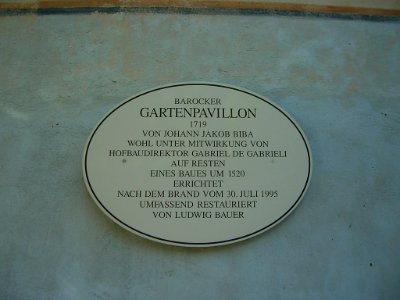 BAROCKER
GARTENPAVILLON
1719
VON JOHANN JAKOB BIBA
WOHL UNTER MITWIRKUNG VON
HOFBAUDIREKTOR GABRIEL DE GABRIELI
AUF RESTEN
EINES BAUES UM 1520
ERRICHTET
NACH DEM BRAND VOM 30. JULI 1995
UMFASSEND RESTAURIERT
VON LUDWIG BAUER